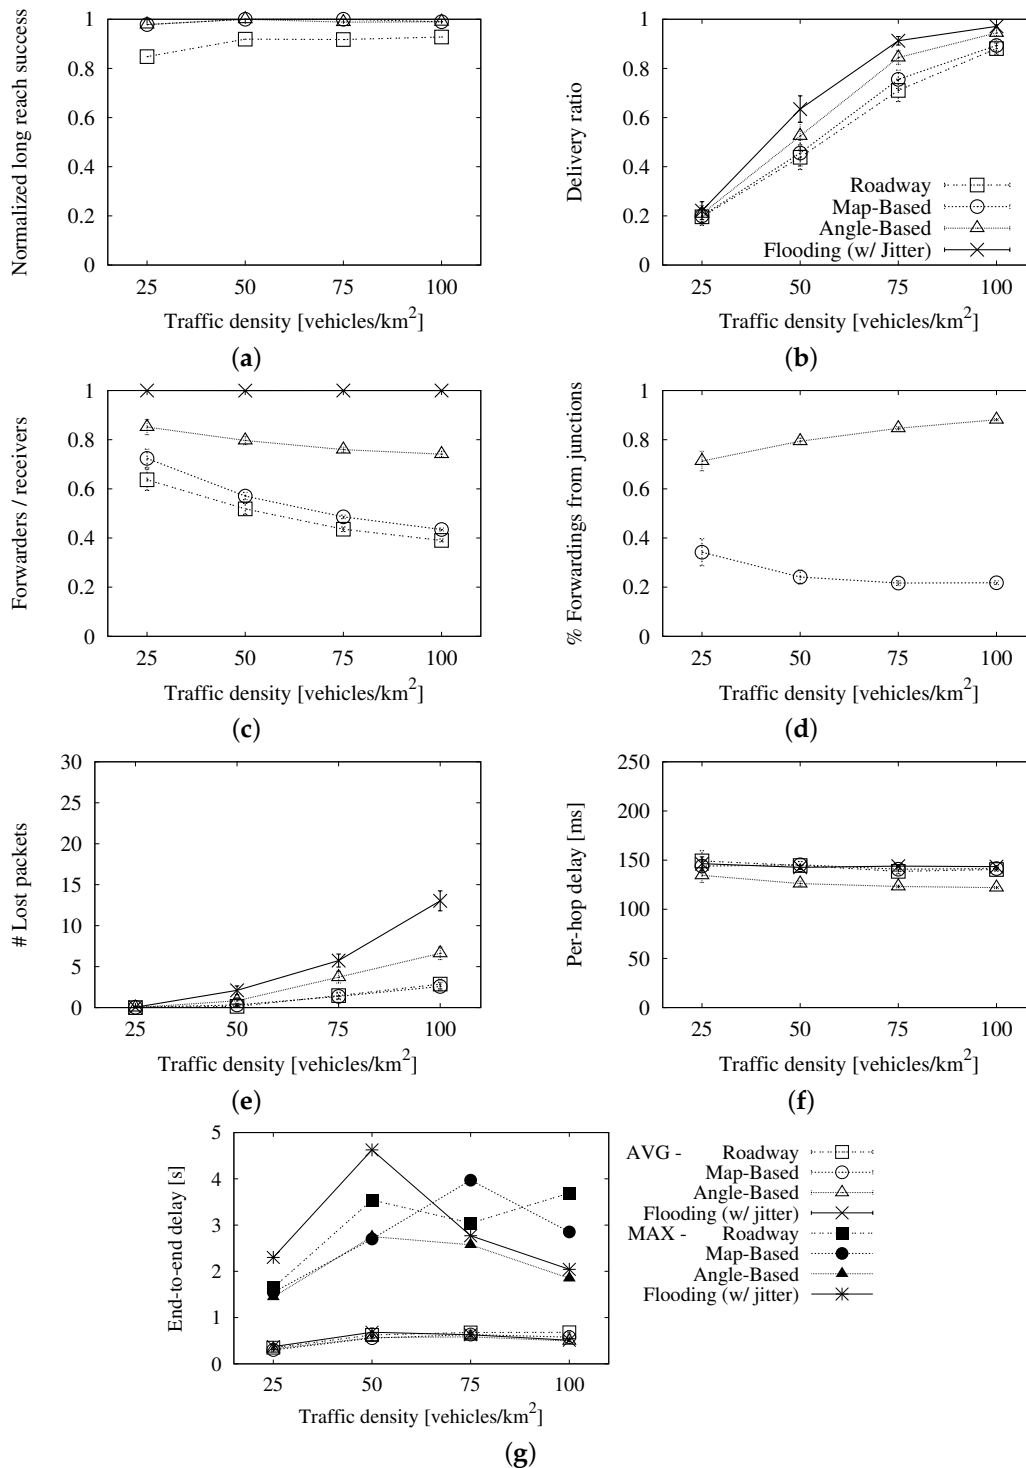 Normalized long reach success
1
0.8
0.6
0.4
0.2
0
25 50 75 100
Traffic density [vehicles/km²]
(a)
Delivery ratio
1
0.8
0.6
0.4
0.2
0
Roadway
Map-Based
Angle-Based
Flooding (w/ Jitter)
25 50 75 100
Traffic density [vehicles/km²]
(b)
Forwarders / receivers
1
0.8
0.6
0.4
0.2
0
25 50 75 100
Traffic density [vehicles/km²]
(c)
% Forwardings from junctions
1
0.8
0.6
0.4
0.2
0
25 50 75 100
Traffic density [vehicles/km²]
(d)
# Lost packets
30
25
20
15
10
5
0
25 50 75 100
Traffic density [vehicles/km²]
(e)
Per-hop delay [ms]
250
200
150
100
50
0
25 50 75 100
Traffic density [vehicles/km²]
(f)
End-to-end delay [s]
5
4
3
2
1
0
25 50 75 100
Traffic density [vehicles/km²]
AVG - Roadway
Map-Based
Angle-Based
Flooding (w/ jitter)
MAX - Roadway
Map-Based
Angle-Based
Flooding (w/ jitter)
(g)